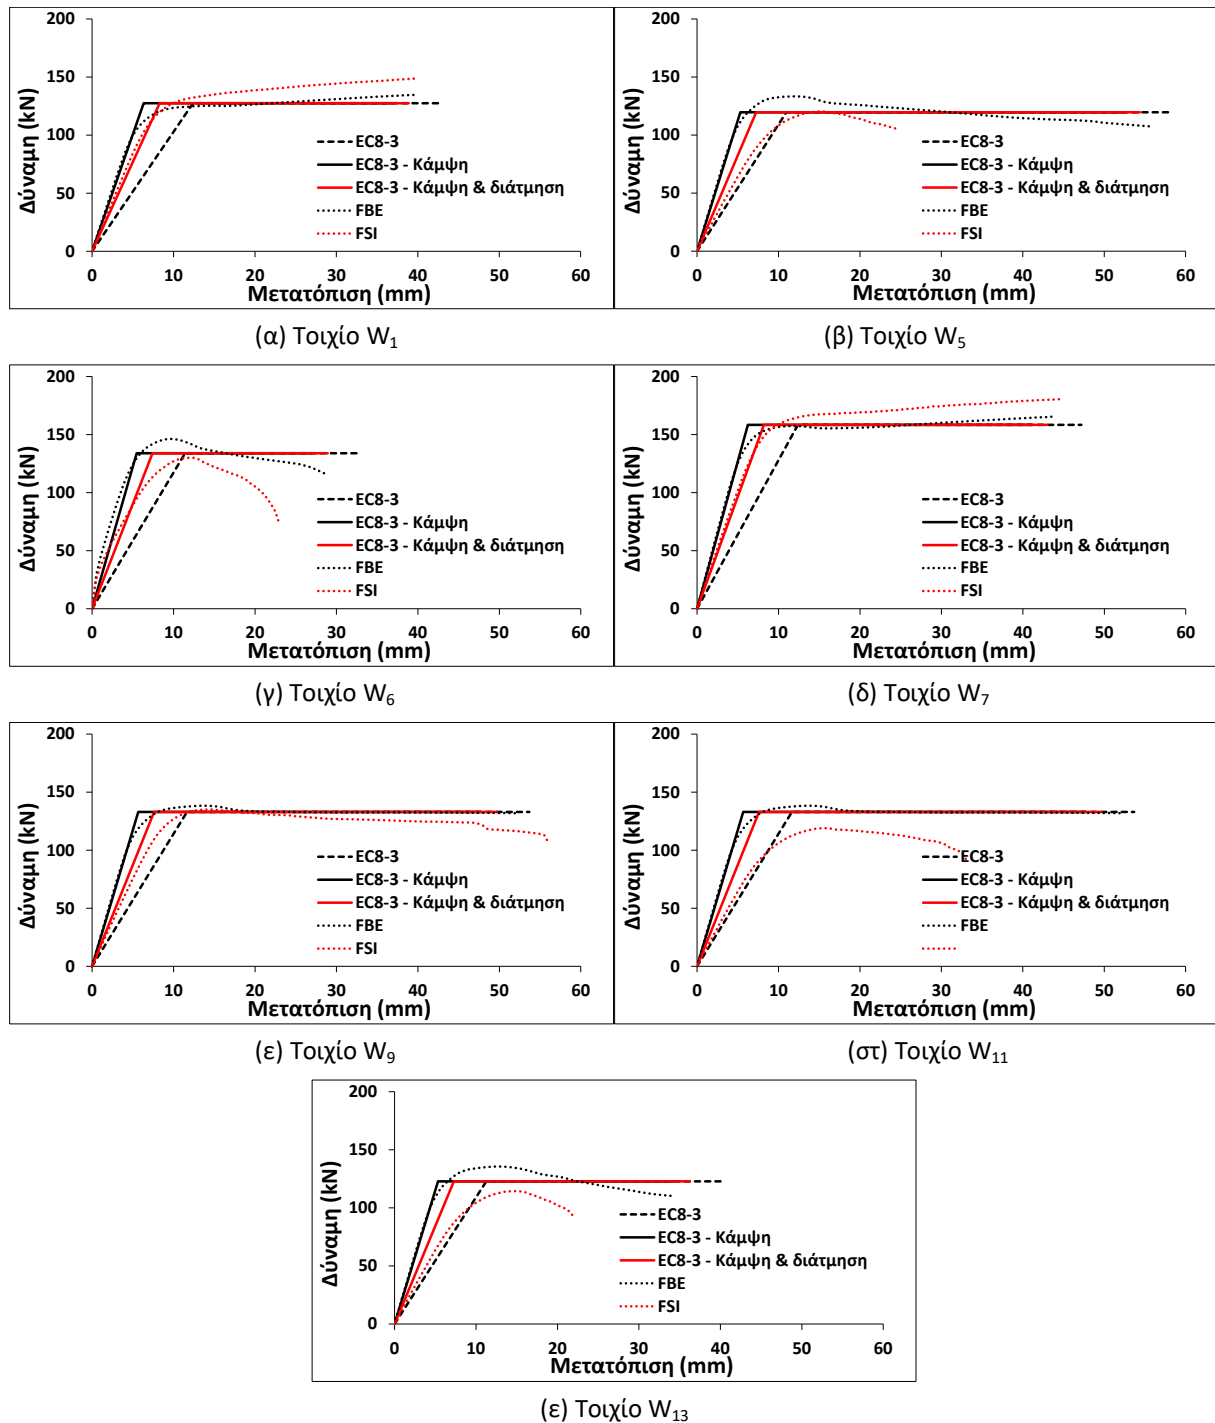 200
150
100
50
0
Δύναμη (kN)
EC8-3
EC8-3 - Κάμψη
EC8-3 - Κάμψη & διάτμηση
FBE
FSI
0 10 20 30 40 50 60
Μετατόπιση (mm)
(α) Τοιχίο W₁
200
150
100
50
0
Δύναμη (kN)
EC8-3
EC8-3 - Κάμψη
EC8-3 - Κάμψη & διάτμηση
FBE
FSI
0 10 20 30 40 50 60
Μετατόπιση (mm)
(β) Τοιχίο W₅
200
150
100
50
0
Δύναμη (kN)
EC8-3
EC8-3 - Κάμψη
EC8-3 - Κάμψη & διάτμηση
FBE
FSI
0 10 20 30 40 50 60
Μετατόπιση (mm)
(γ) Τοιχίο W₆
200
150
100
50
0
Δύναμη (kN)
EC8-3
EC8-3 - Κάμψη
EC8-3 - Κάμψη & διάτμηση
FBE
FSI
0 10 20 30 40 50 60
Μετατόπιση (mm)
(δ) Τοιχίο W₇
200
150
100
50
0
Δύναμη (kN)
EC8-3
EC8-3 - Κάμψη
EC8-3 - Κάμψη & διάτμηση
FBE
FSI
0 10 20 30 40 50 60
Μετατόπιση (mm)
(ε) Τοιχίο W₉
200
150
100
50
0
Δύναμη (kN)
EC8-3
EC8-3 - Κάμψη
EC8-3 - Κάμψη & διάτμηση
FBE
0 10 20 30 40 50 60
Μετατόπιση (mm)
(στ) Τοιχίο W₁₁
200
150
100
50
0
Δύναμη (kN)
EC8-3
EC8-3 - Κάμψη
EC8-3 - Κάμψη & διάτμηση
FBE
FSI
0 10 20 30 40 50 60
Μετατόπιση (mm)
(ε) Τοιχίο W₁₃